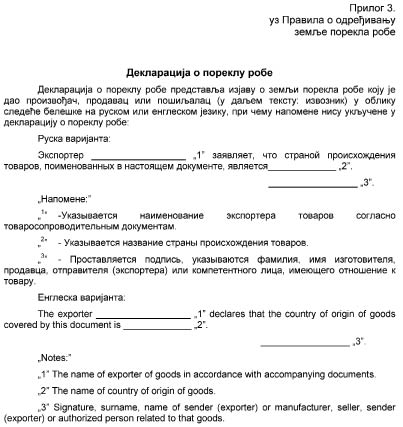 Прилог 3.
уз Правила о одређивању
земље порекла робе
Декларација о пореклу робе
Декларација о пореклу робе представља изјаву о земљи порекла робе коју је
дао произвођач, продавац или пошиљалац (у даљем тексту: извозник) у облику
следеће белешке на руском или енглеском језику, при чему напомене нису укључене у
декларацију о пореклу робе:
Руска варијанта:
Экспортер ____________________ „1” заявляет, что страной происхождения
товаров, поименованных в настоящем документе, является______________ „2”.
__________________ „3”.
„Напомене:”
„1” -Указывается наименование экспортера товаров согласно
товаросопроводительным документам.
„2” - Указывается название страны происхождения товаров.
„3” - Проставляется подпись, указываются фамилия, имя изготовителя,
продавца, отправителя (экспортера) или компетентного лица, имеющего отношение к
товару.
Енглеска варијанта:
The exporter ______________ „1” declares that the country of origin of goods
covered by this document is ______________ „2”.
__________________ „3”.
„Notes:”
„1” The name of exporter of goods in accordance with accompanying documents.
„2” The name of country of origin of goods.
„3” Signature, surname, name of sender (exporter) or manufacturer, seller, sender
(exporter) or authorized person related to that goods.